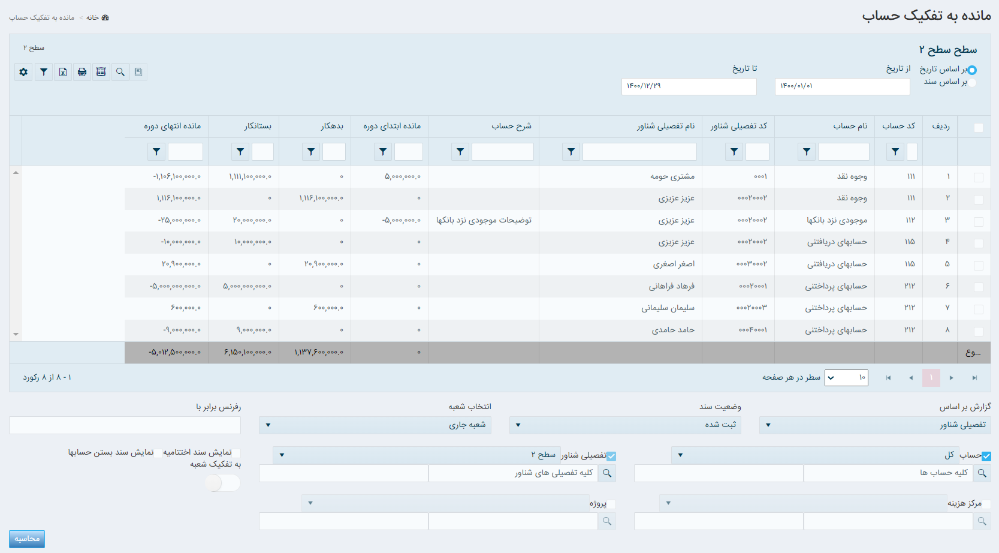 مانده به تفکیک حساب
خانه > مانده به تفکیک حساب
سطح سطح ۲
سطح ۲
بر اساس تاریخ
بر اساس سند
از تاریخ
تا تاریخ
۱۴۰۰/۰۱/۰۱
۱۴۰۰/۱۲/۲۹
ردیف کد حساب نام حساب کد تفصیلی شناور نام تفصیلی شناور شرح حساب مانده ابتدای دوره بدهکار بستانکار مانده انتهای دوره
۱ ۱۱۱ وجوه نقد ۰۰۰۱ مشتری حومه ۵,۰۰۰,۰۰۰.۰ ۰ ۱,۱۱۱,۱۰۰,۰۰۰.۰ -۱,۱۰۶,۱۰۰,۰۰۰.۰
۲ ۱۱۱ وجوه نقد ۰۰۰۲۰۰۰۲ عزیز عزیزی ۰ ۱,۱۱۶,۱۰۰,۰۰۰.۰ ۰ ۱,۱۱۶,۱۰۰,۰۰۰.۰
۳ ۱۱۲ موجودی نزد بانکها ۰۰۰۲۰۰۰۲ عزیز عزیزی توضیحات موجودی نزد بانکها -۵,۰۰۰,۰۰۰.۰ ۰ ۲۰,۰۰۰,۰۰۰.۰ -۲۵,۰۰۰,۰۰۰.۰
۴ ۱۱۵ حسابهای دریافتنی ۰۰۰۲۰۰۰۲ عزیز عزیزی ۰ ۰ ۱۰,۰۰۰,۰۰۰.۰ -۱۰,۰۰۰,۰۰۰.۰
۵ ۱۱۵ حسابهای دریافتنی ۰۰۰۳۰۰۰۲ اصغر اصغری ۰ ۲۰,۹۰۰,۰۰۰.۰ ۰ ۲۰,۹۰۰,۰۰۰.۰
۶ ۲۱۲ حسابهای پرداختنی ۰۰۰۲۰۰۰۱ فرهاد فراهانی ۰ ۰ ۵,۰۰۰,۰۰۰,۰۰۰.۰ -۵,۰۰۰,۰۰۰,۰۰۰.۰
۷ ۲۱۲ حسابهای پرداختنی ۰۰۰۲۰۰۰۳ سلیمان سلیمانی ۰ ۶۰۰,۰۰۰.۰ ۰ ۶۰۰,۰۰۰.۰
۸ ۲۱۲ حسابهای پرداختنی ۰۰۰۴۰۰۰۱ حامد حامدی ۰ ۰ ۹,۰۰۰,۰۰۰.۰ -۹,۰۰۰,۰۰۰.۰
...وع ۰ ۱,۱۳۷,۶۰۰,۰۰۰.۰ ۶,۱۵۰,۱۰۰,۰۰۰.۰ -۵,۰۱۲,۵۰۰,۰۰۰.۰
۱ ۱۰ سطر در هر صفحه
۱ - ۸ از ۸ رکورد
گزارش بر اساس وضعیت سند انتخاب شعبه رفرنس برابر با
تفصیلی شناور ثبت شده شعبه جاری
حساب کل تفصیلی شناور سطح ۲ نمایش سند اختتامیه نمایش سند بستن حسابها
به تفکیک شعبه
کلیه حساب ها کلیه تفصیلی های شناور
مرکز هزینه پروژه
محاسبه